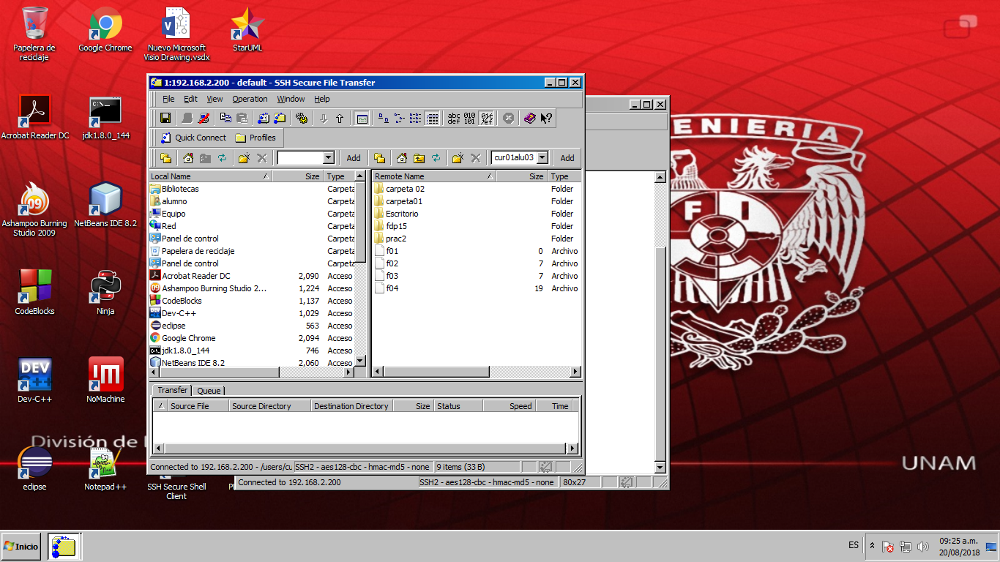 Papelera de
reciclaje
Google Chrome
Nuevo Microsoft
Visio Drawing.vsdx
StarUML
Acrobat Reader DC
jdk1.8.0_144
Ashampoo Burning
Studio 2009
NetBeans IDE 8.2
CodeBlocks
Ninja
Dev-C++
NoMachine
eclipse
Notepad++
SSH Secure Shell
Client
1:192.168.2.200 - default - SSH Secure File Transfer
File Edit View Operation Window Help
abc def 010 101
Quick Connect Profiles
Add cur01alu03 Add
Local Name Size Type
Bibliotecas Carpeta
alumno Carpeta
Equipo Carpeta
Red Carpeta
Panel de control Carpeta
Papelera de reciclaje Carpeta
Panel de control Carpeta
Acrobat Reader DC 2,090 Acceso
Ashampoo Burning Studio 2... 1,224 Acceso
CodeBlocks 1,137 Acceso
Dev-C++ 1,029 Acceso
eclipse 563 Acceso
Google Chrome 2,094 Acceso
jdk1.8.0_144 746 Acceso
NetBeans IDE 8.2 2,060 Acceso
Remote Name Size Type
carpeta 02 Folder
carpeta01 Folder
Escritorio Folder
fdp15 Folder
prac2 Folder
f01 0 Archivo
f02 7 Archivo
f03 7 Archivo
f04 19 Archivo
Transfer Queue
Source File Source Directory Destination Directory Size Status Speed Time
Connected to 192.168.2.200 - /users/cu SSH2 - aes128-cbc - hmac-md5 - none 9 items (33 B)
Connected to 192.168.2.200 SSH2 - aes128-cbc - hmac-md5 - none 80x27
ENIERIA
F I
División de
UNAM
DEV
09
Inicio
ES
09:25 a.m.
20/08/2018